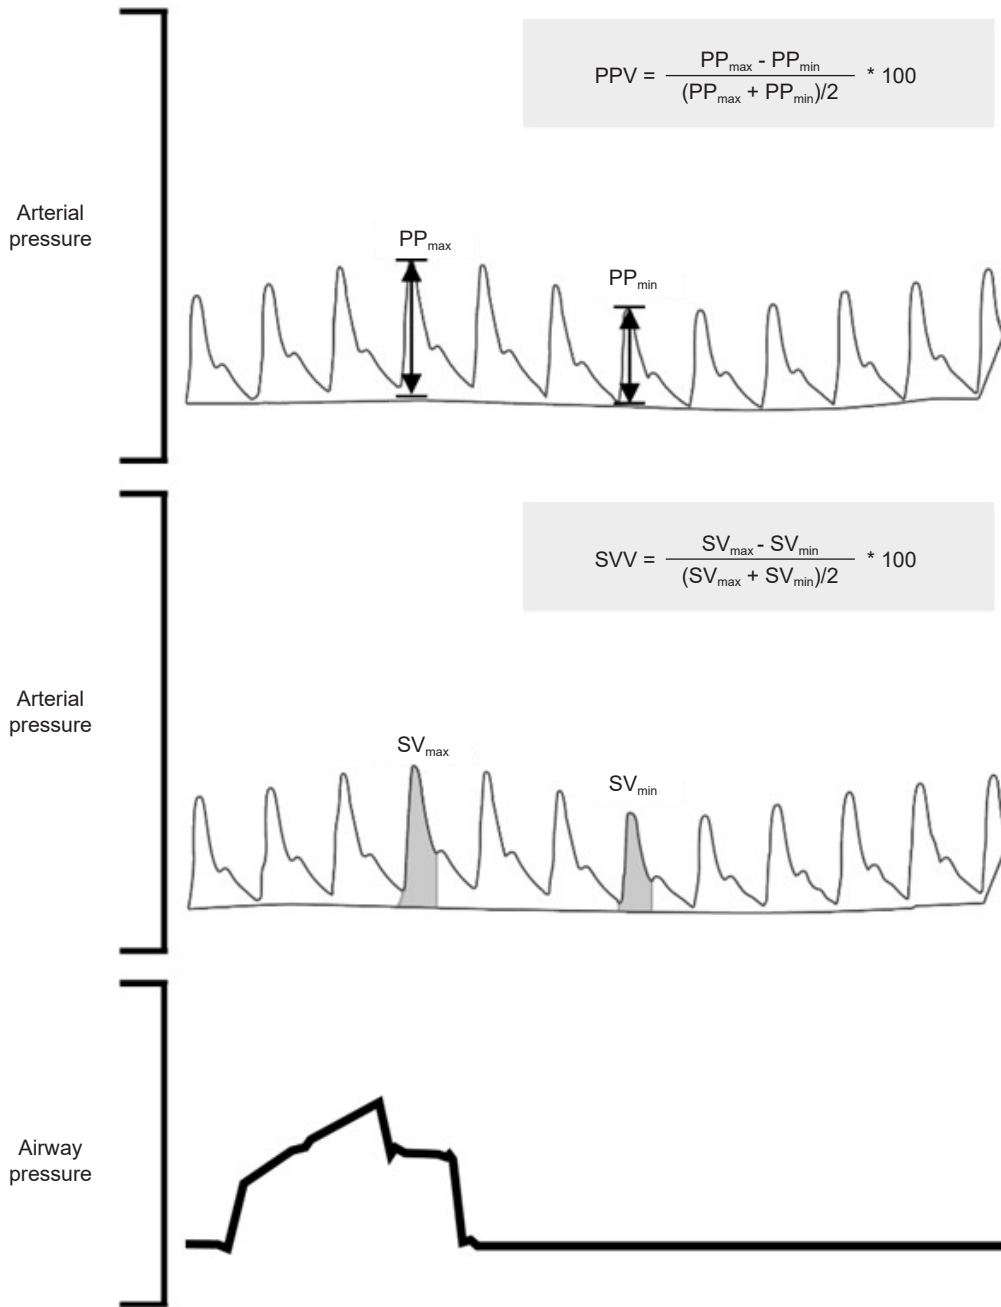 PPV = PPmax - PPmin / (PPmax + PPmin)/2 * 100
Arterial
pressure
PPmax
PPmin
SVV = SVmax - SVmin / (SVmax + SVmin)/2 * 100
Arterial
pressure
SVmax
SVmin
Airway
pressure